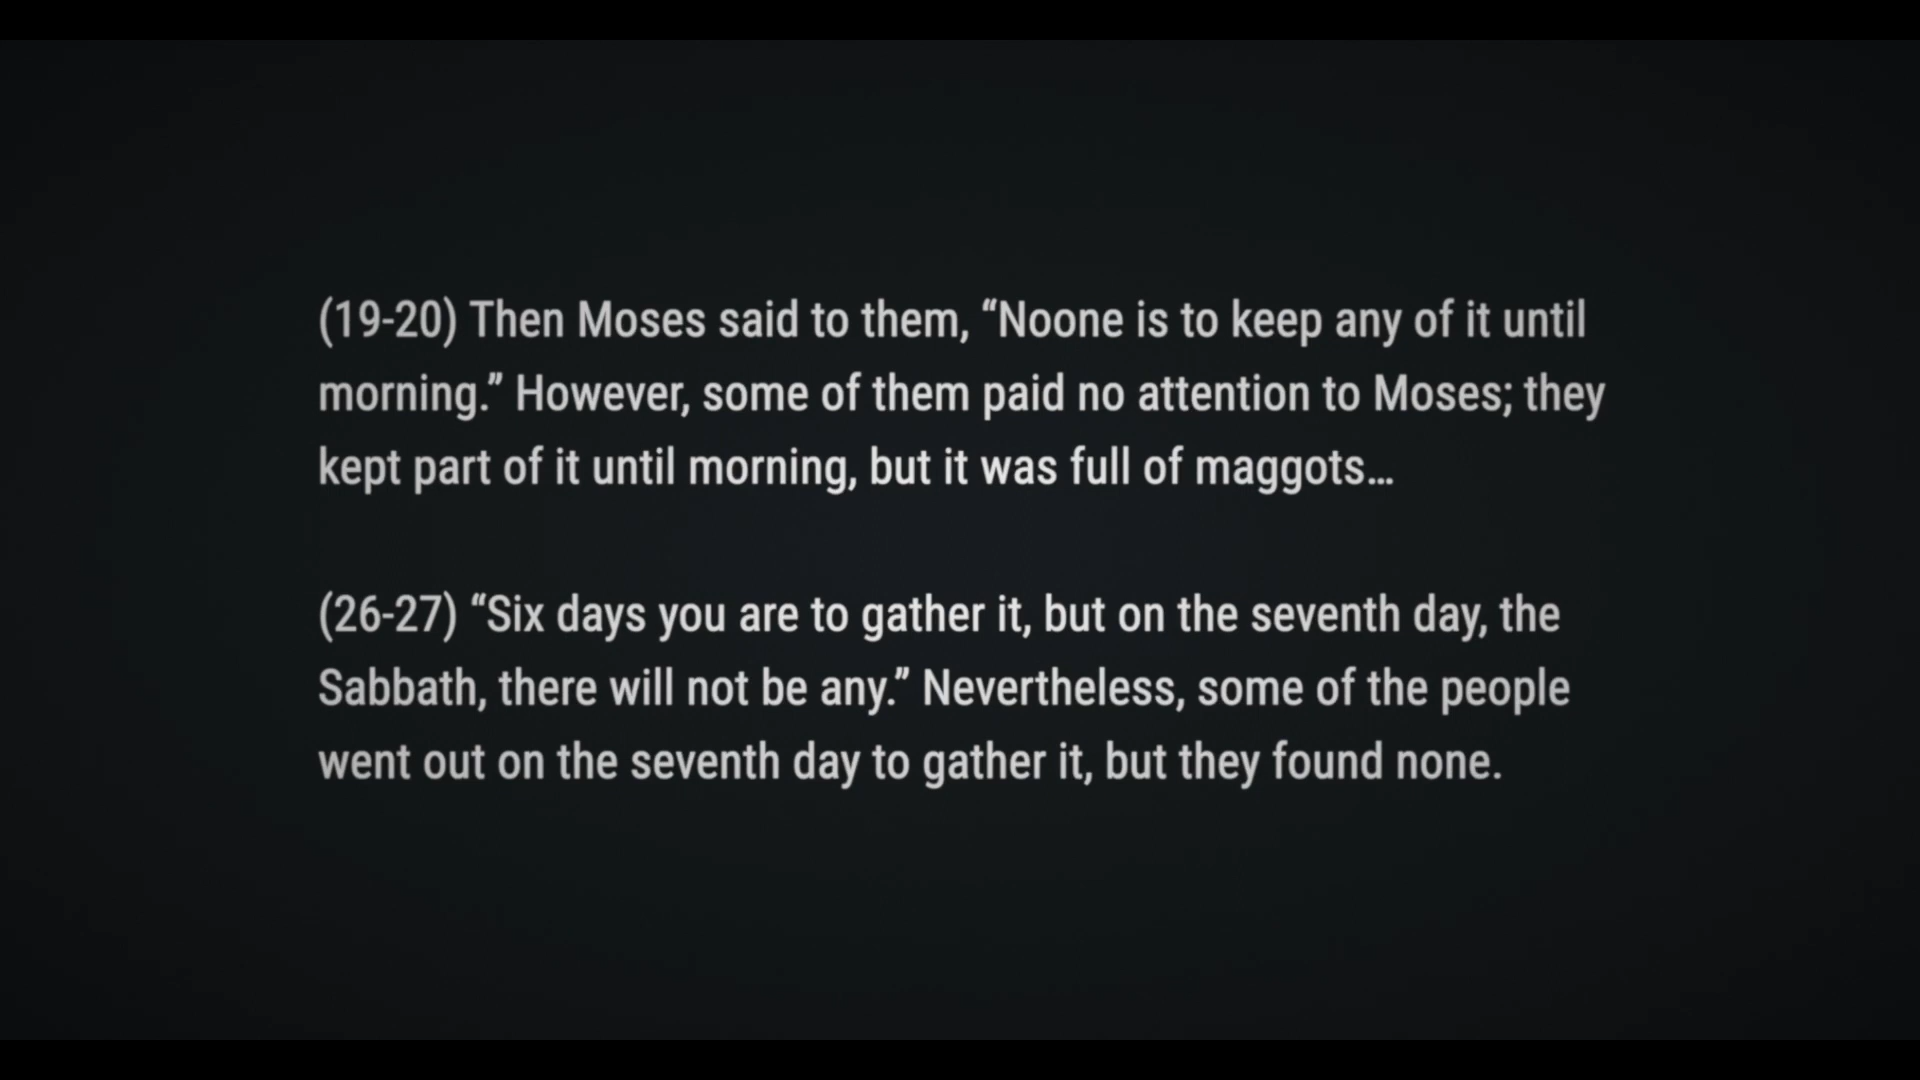 (19-20) Then Moses said to them, “Noone is to keep any of it until
morning.” However, some of them paid no attention to Moses; they
kept part of it until morning, but it was full of maggots…
(26-27) “Six days you are to gather it, but on the seventh day, the
Sabbath, there will not be any.” Nevertheless, some of the people
went out on the seventh day to gather it, but they found none.